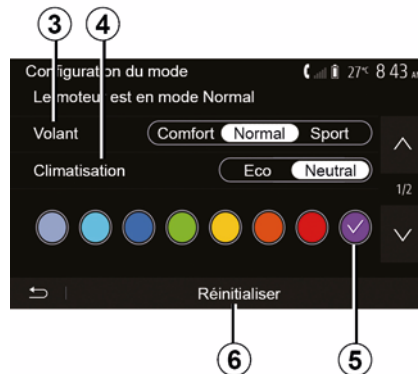 3 4
Configuration du mode 27°C 8 43 AM
Le moteur est en mode Normal
Volant Comfort Normal Sport
Climatisation Eco Neutral
1/2
Réinitialiser
6 5